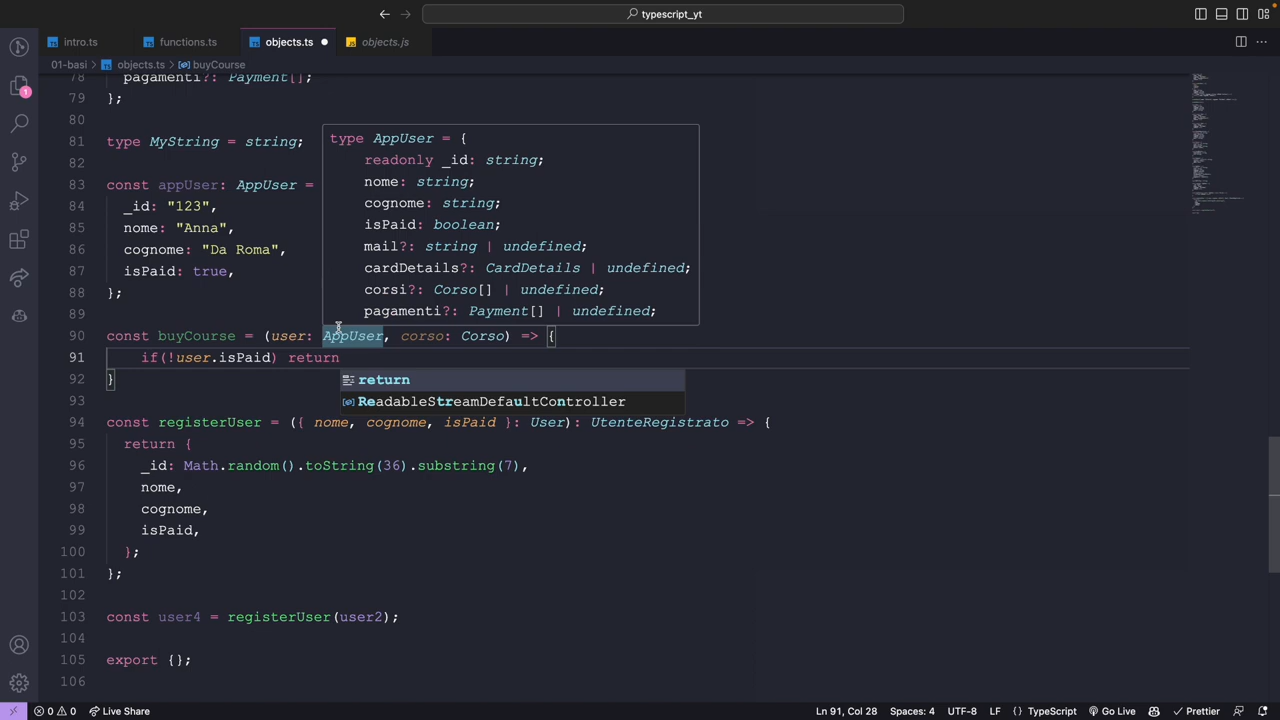 typescript_yt
intro.ts
functions.ts
objects.ts
objects.js
01-basi > objects.ts > buyCourse
78 pagamenti?: Payment[];
79 };
80
81 type MyString = string;
82
83 const appUser: AppUser =
84 _id: "123",
85 nome: "Anna",
86 cognome: "Da Roma",
87 isPaid: true,
88 };
89
type AppUser = {
readonly _id: string;
nome: string;
cognome: string;
isPaid: boolean;
mail?: string | undefined;
cardDetails?: CardDetails | undefined;
corsi?: Corso[] | undefined;
pagamenti?: Payment[] | undefined;
90 const buyCourse = (user: AppUser, corso: Corso) => {
91 if(!user.isPaid) return
92 }
return
ReadableStreamDefaultController
93
94 const registerUser = ({ nome, cognome, isPaid }: User): UtenteRegistrato => {
95 return {
96 _id: Math.random().toString(36).substring(7),
97 nome,
98 cognome,
99 isPaid,
100 };
101 };
102
103 const user4 = registerUser(user2);
104
105 export {};
106
1
0 0 Live Share
Ln 91, Col 28 Spaces: 4 UTF-8 LF {} TypeScript Go Live Prettier